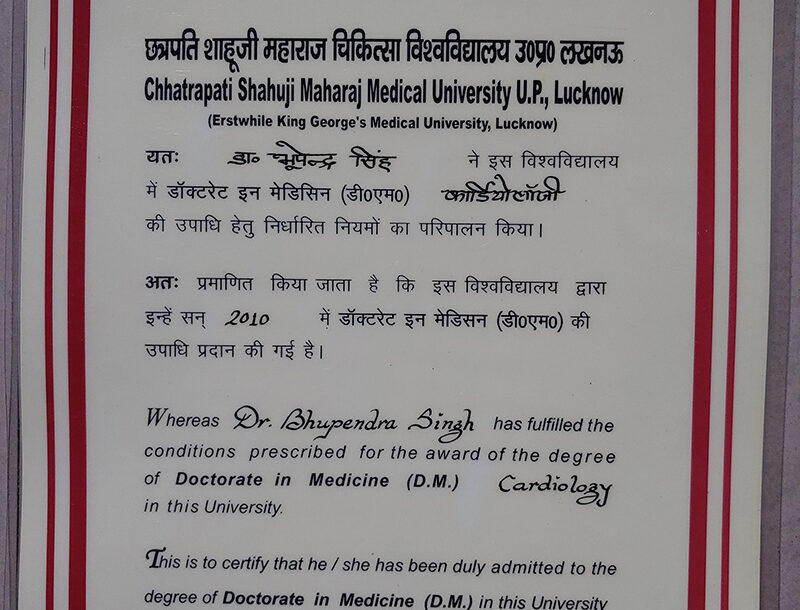 छत्रपति शाहूजी महाराज चिकित्सा विश्वविद्यालय उ०प्र० लखनऊ
Chhatrapati Shahuji Maharaj Medical University U.P., Lucknow
(Erstwhile King George's Medical University, Lucknow)
यतः डा० भूपेन्द्र सिंह ने इस विश्वविद्यालय
में डॉक्टरेट इन मेडिसिन (डी०एम०) कार्डियोलॉजी
की उपाधि हेतु निर्धारित नियमों का परिपालन किया।
अतः प्रमाणित किया जाता है कि इस विश्वविद्यालय द्वारा
इन्हें सन् 2010 में डॉक्टरेट इन मेडिसन (डी०एम०) की
उपाधि प्रदान की गई है।
Whereas Dr. Bhupendra Singh has fulfilled the
conditions prescribed for the award of the degree
of Doctorate in Medicine (D.M.) Cardiology
in this University.
This is to certify that he / she has been duly admitted to the
degree of Doctorate in Medicine (D.M.) in this University